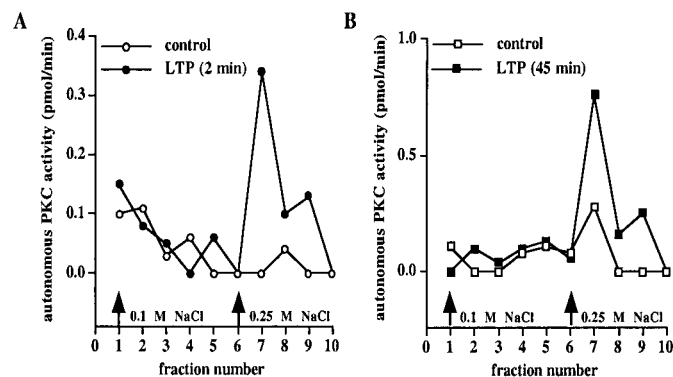 A
control
LTP (2 min)
autonomous PKC activity (pmol/min)
0.4
0.3
0.2
0.1
0.0
0.1 M NaCl
0.25 M NaCl
0 1 2 3 4 5 6 7 8 9 10
fraction number
B
control
LTP (45 min)
autonomous PKC activity (pmol/min)
1.0
0.5
0.0
0.1 M NaCl
0.25 M NaCl
0 1 2 3 4 5 6 7 8 9 10
fraction number